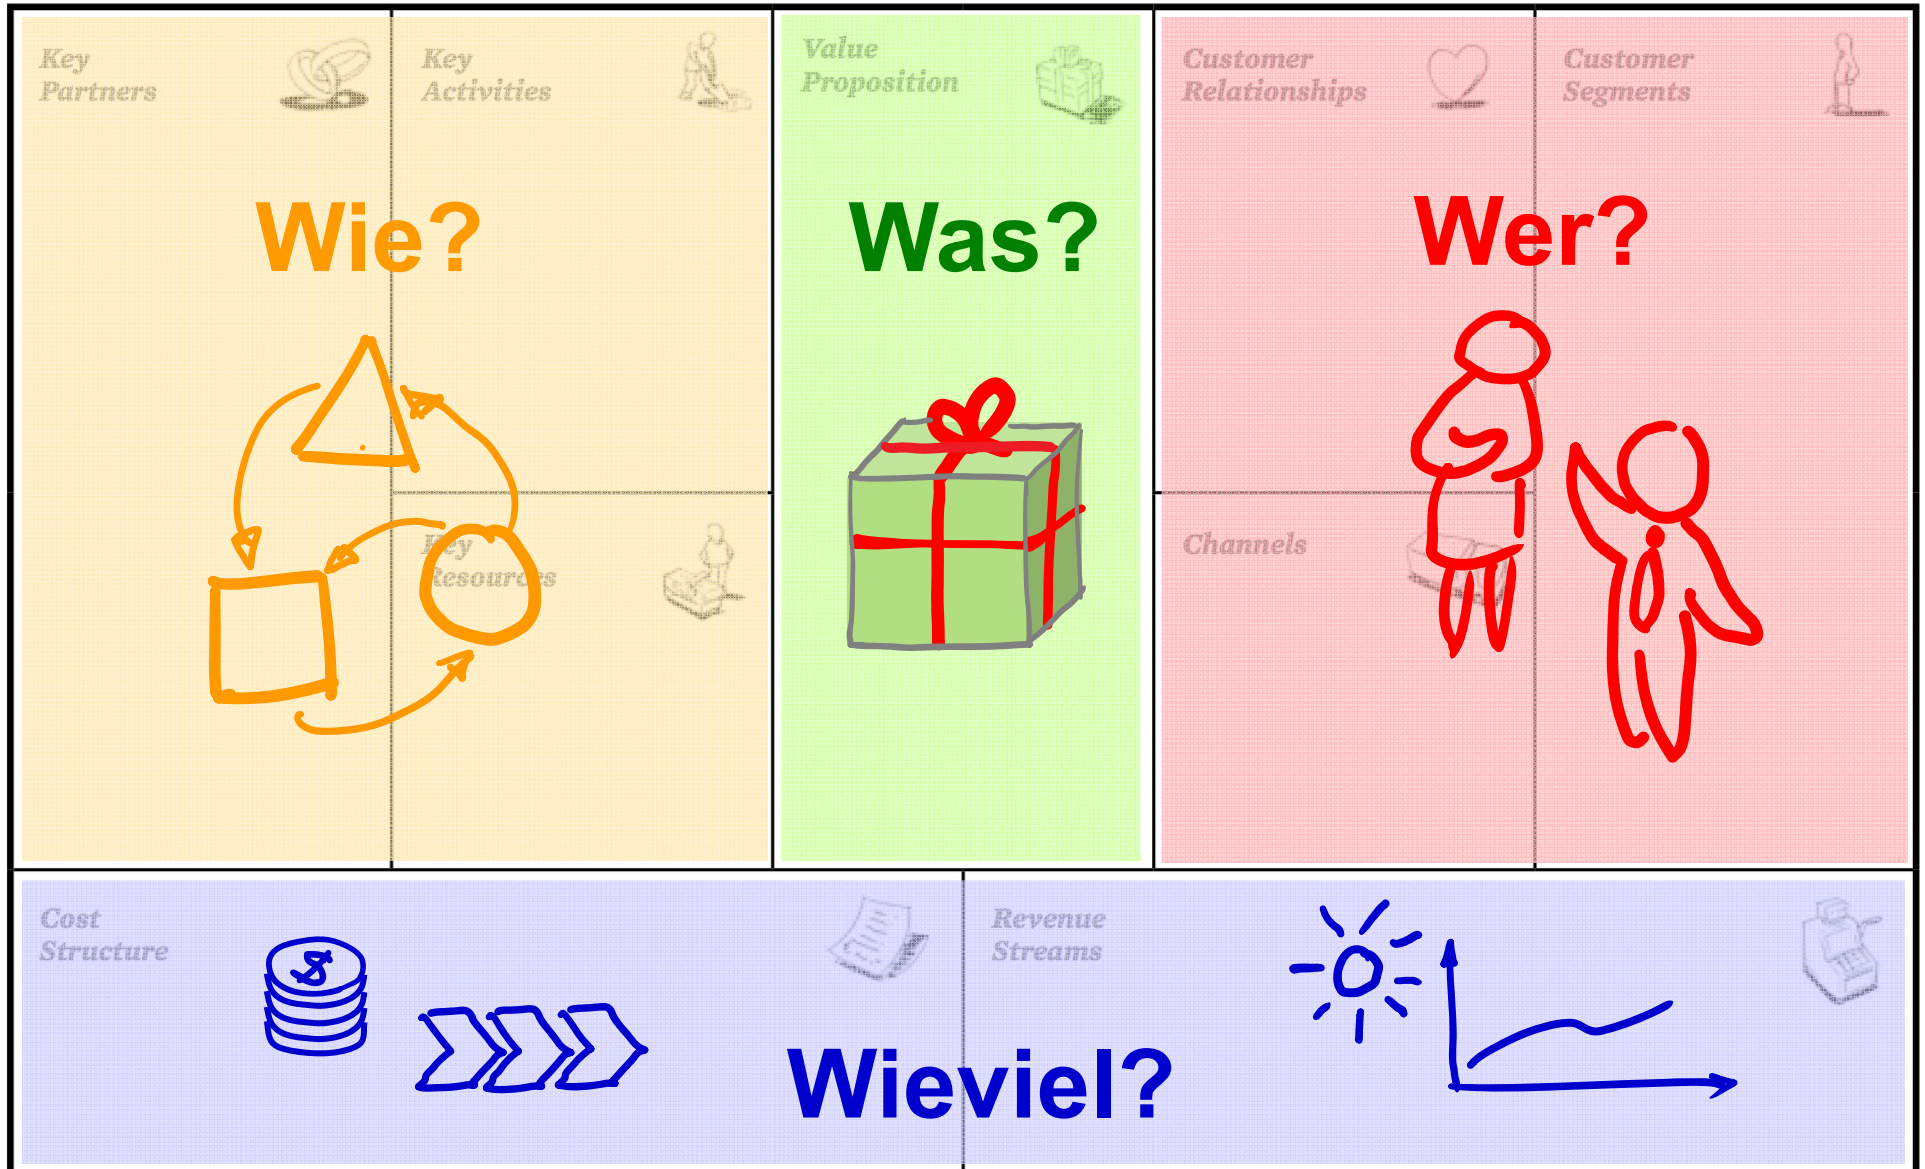 Key
Partners
Key
Activities
Value
Proposition
Customer
Relationships
Customer
Segments
Wie?
Was?
Wer?
Key
Resources
Channels
Cost
Structure
$
Revenue
Streams
Wieviel?